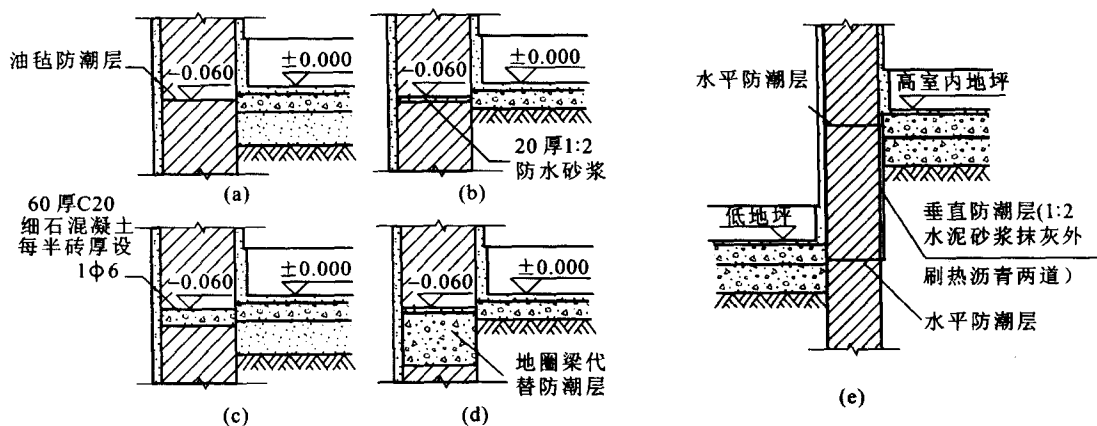 油毡防潮层
-0.060
±0.000
(a)
-0.060
±0.000
20 厚1:2
防水砂浆
(b)
60 厚C20
细石混凝土
每半砖厚设
1φ6
-0.060
±0.000
(c)
-0.060
±0.000
地圈梁代
替防潮层
(d)
水平防潮层
高室内地坪
低地坪
垂直防潮层(1:2
水泥砂浆抹灰外
刷热沥青两道)
水平防潮层
(e)